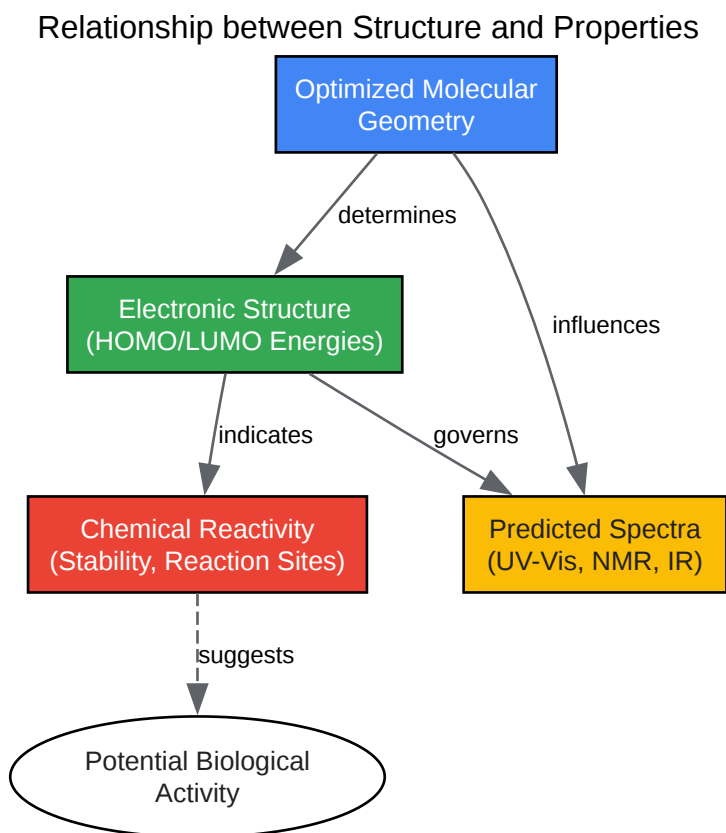 Relationship between Structure and Properties
Optimized Molecular
Geometry
determines
Electronic Structure
(HOMO/LUMO Energies)
influences
indicates
governs
Chemical Reactivity
(Stability, Reaction Sites)
Predicted Spectra
(UV-Vis, NMR, IR)
suggests
Potential Biological
Activity